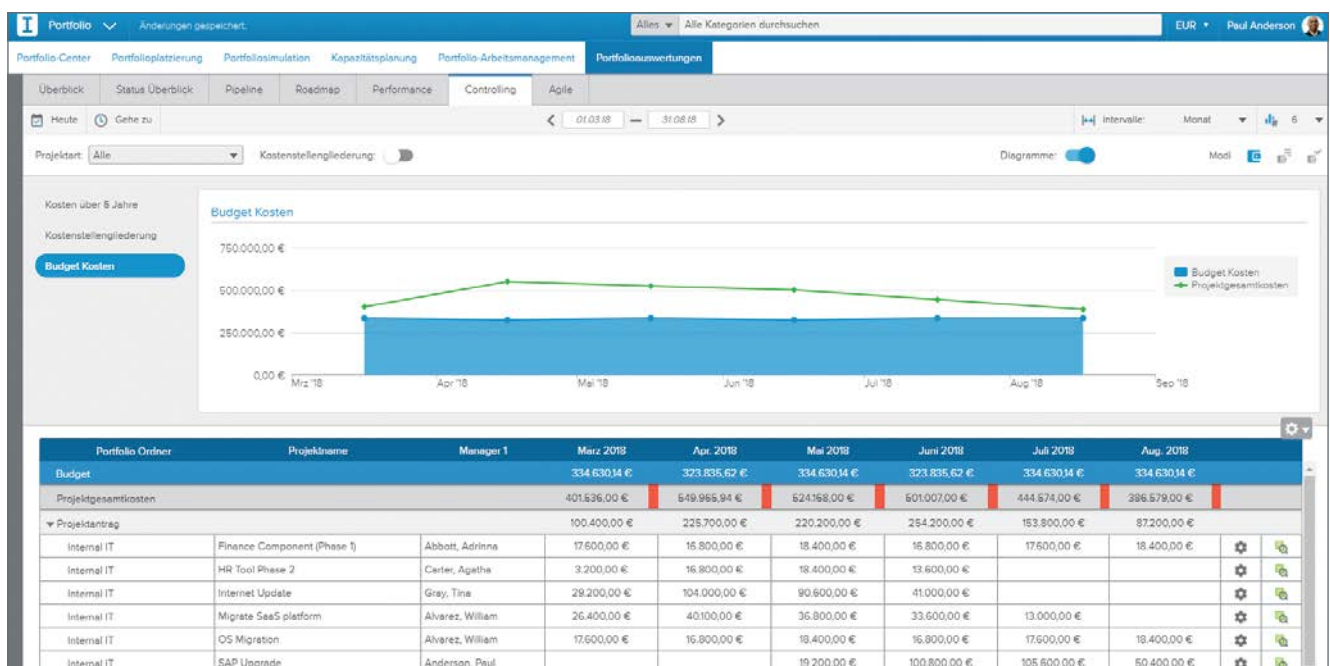 Portfolio Änderungen gespeichert. Alles Alle Kategorien durchsuchen EUR Paul Anderson
Portfolio-Center Portfolioplatzierung Portfoliosimulation Kapazitätsplanung Portfolio-Arbeitsmanagement Portfolioauswertungen
Überblick Status Überblick Pipeline Roadmap Performance Controlling Agile
Heute Gehe zu 01.03.18 — 31.08.18 Intervalle: Monat 6
Projektart: Alle Kostenstellengliederung: Diagramme: Modi
Kosten über 5 Jahre
Kostenstellengliederung
Budget Kosten
Budget Kosten
750.000,00 €
500.000,00 €
250.000,00 €
0,00 €
Mrz '18 Apr '18 Mai '18 Jun '18 Jul '18 Aug '18 Sep '18
Budget Kosten
Projektgesamtkosten
Portfolio Ordner Projektname Manager 1 März 2018 Apr. 2018 Mai 2018 Juni 2018 Juli 2018 Aug. 2018
Budget 334.630,14 € 323.835,62 € 334.630,14 € 323.835,62 € 334.630,14 € 334.630,14 €
Projektgesamtkosten 401.536,00 € 549.965,94 € 524.168,00 € 501.007,00 € 444.574,00 € 386.579,00 €
Projektantrag 100.400,00 € 225.700,00 € 220.200,00 € 254.200,00 € 153.800,00 € 87.200,00 €
Internal IT Finance Component (Phase 1) Abbott, Adrinna 17.600,00 € 16.800,00 € 18.400,00 € 16.800,00 € 17.600,00 € 18.400,00 €
Internal IT HR Tool Phase 2 Carter, Agatha 3.200,00 € 16.800,00 € 18.400,00 € 13.600,00 €
Internal IT Internet Update Gray, Tina 29.200,00 € 104.000,00 € 90.600,00 € 41.000,00 €
Internal IT Migrate SaaS platform Alvarez, William 26.400,00 € 40.100,00 € 36.800,00 € 33.600,00 € 13.000,00 €
Internal IT OS Migration Alvarez, William 17.600,00 € 16.800,00 € 18.400,00 € 16.800,00 € 17.600,00 € 18.400,00 €
Internal IT SAP Upgrade Anderson, Paul 19.200,00 € 100.800,00 € 105.600,00 € 50.400,00 €